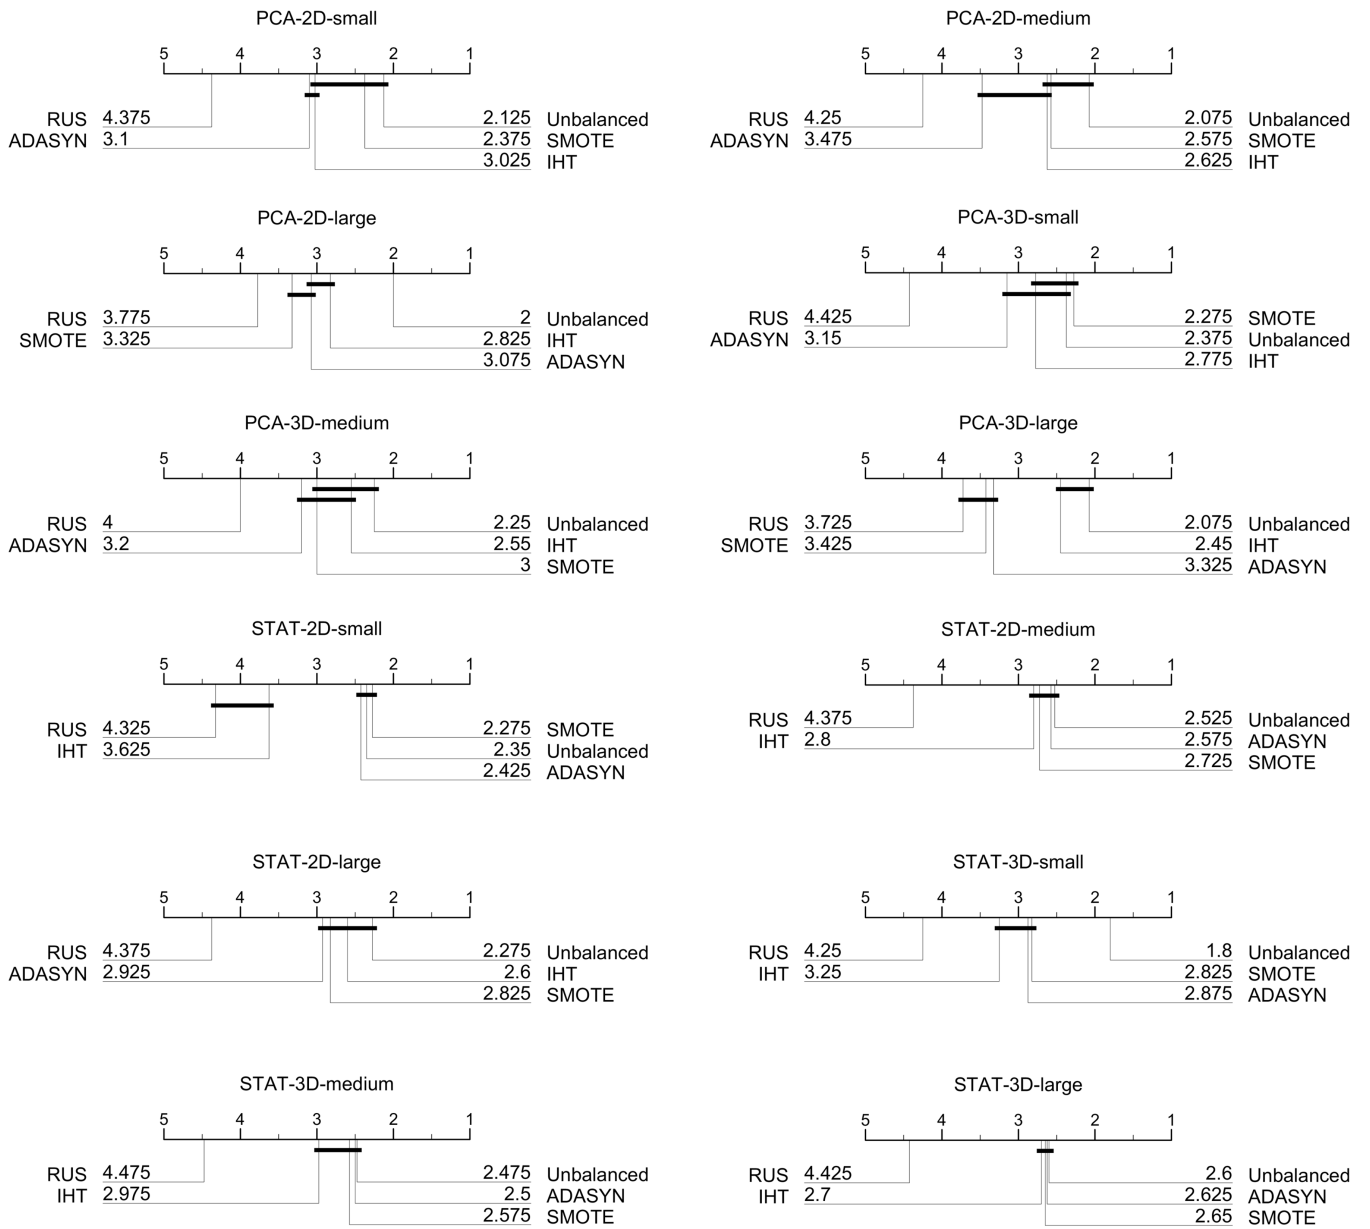 PCA-2D-small
5 4 3 2 1
RUS 4.375 2.125 Unbalanced
ADASYN 3.1 2.375 SMOTE
3.025 IHT
PCA-2D-medium
5 4 3 2 1
RUS 4.25 2.075 Unbalanced
ADASYN 3.475 2.575 SMOTE
2.625 IHT
PCA-2D-large
5 4 3 2 1
RUS 3.775 2 Unbalanced
SMOTE 3.325 2.825 IHT
3.075 ADASYN
PCA-3D-small
5 4 3 2 1
RUS 4.425 2.275 SMOTE
ADASYN 3.15 2.375 Unbalanced
2.775 IHT
PCA-3D-medium
5 4 3 2 1
RUS 4 2.25 Unbalanced
ADASYN 3.2 2.55 IHT
3 SMOTE
PCA-3D-large
5 4 3 2 1
RUS 3.725 2.075 Unbalanced
SMOTE 3.425 2.45 IHT
3.325 ADASYN
STAT-2D-small
5 4 3 2 1
RUS 4.325 2.275 SMOTE
IHT 3.625 2.35 Unbalanced
2.425 ADASYN
STAT-2D-medium
5 4 3 2 1
RUS 4.375 2.525 Unbalanced
IHT 2.8 2.575 ADASYN
2.725 SMOTE
STAT-2D-large
5 4 3 2 1
RUS 4.375 2.275 Unbalanced
ADASYN 2.925 2.6 IHT
2.825 SMOTE
STAT-3D-small
5 4 3 2 1
RUS 4.25 1.8 Unbalanced
IHT 3.25 2.825 SMOTE
2.875 ADASYN
STAT-3D-medium
5 4 3 2 1
RUS 4.475 2.475 Unbalanced
IHT 2.975 2.5 ADASYN
2.575 SMOTE
STAT-3D-large
5 4 3 2 1
RUS 4.425 2.6 Unbalanced
IHT 2.7 2.625 ADASYN
2.65 SMOTE